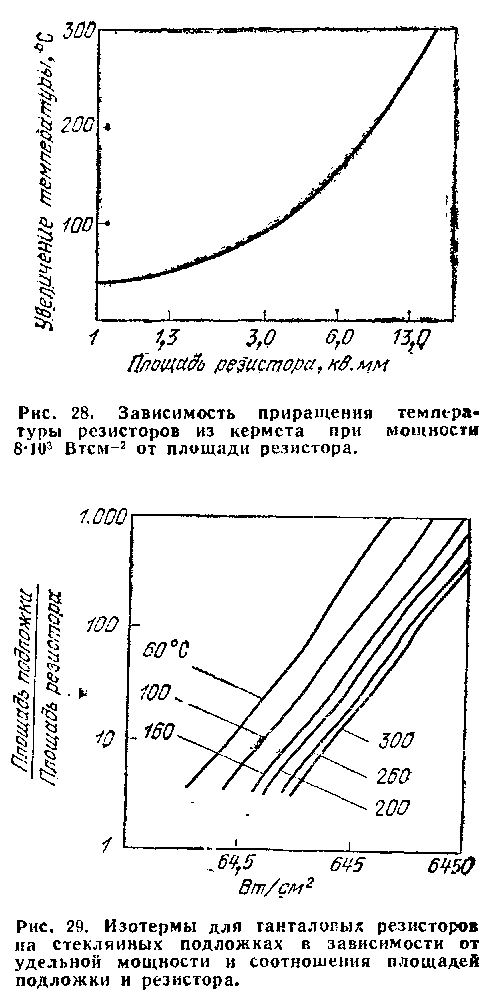 Увеличение температуры, °С
300
200
100
1 1,3 3,0 6,0 13,0
Площадь резистора, кв.мм
Рис. 28. Зависимость приращения темпера-
туры резисторов из кермета при мощности
8·10³ Втсм−² от площади резистора.
Площадь подложки
Площадь резистора
1.000
100
10
1
60°С
100
160
300
260
200
64,5 645 6450
Вт/см²
Рис. 29. Изотермы для танталовых резисторов
на стеклянных подложках в зависимости от
удельной мощности и соотношения площадей
подложки и резистора.